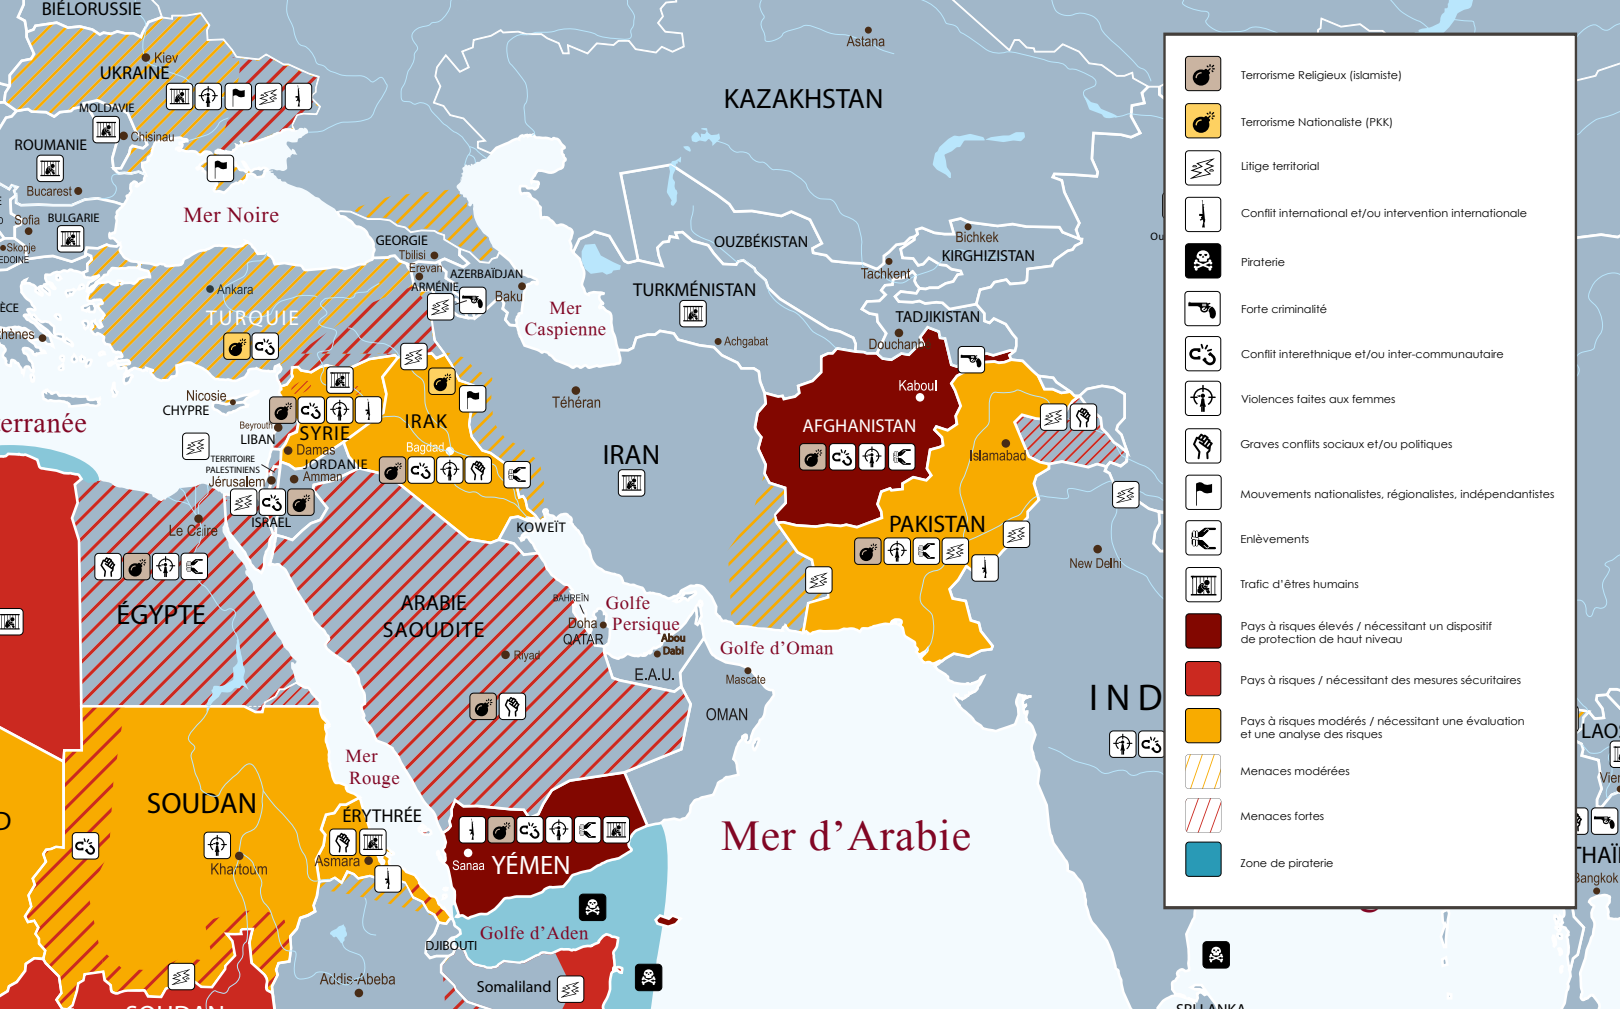 BIÉLORUSSIE
Astana
Kiev
UKRAINE
KAZAKHSTAN
MOLDAVIE
Chisinau
ROUMANIE
Bucarest
Sofia
BULGARIE
Skopje
Mer Noire
GEORGIE
Tbilisi
Erevan
ARMÉNIE
AZERBAÏDJAN
Baku
OUZBÉKISTAN
Bichkek
KIRGHIZISTAN
Tachkent
Ankara
TURQUIE
Mer
Caspienne
TURKMÉNISTAN
Achgabat
TADJIKISTAN
Douchanbe
Nicosie
CHYPRE
Téhéran
Kaboul
erranée
Beyrouth
LIBAN
SYRIE
Damas
IRAK
Bagdad
AFGHANISTAN
Islamabad
IRAN
TERRITOIRE
PALESTINIENS
Jérusalem
JORDANIE
Amman
ISRAËL
KOWEÏT
PAKISTAN
Le Caire
New Delhi
ÉGYPTE
ARABIE
SAOUDITE
BAHREÏN
Golfe
Persique
Doha
QATAR
Abou
Dabi
Golfe d'Oman
Riyad
E.A.U.
Mascate
OMAN
IND
Mer
Rouge
SOUDAN
ÉRYTHRÉE
Mer d'Arabie
Asmara
Khartoum
Sanaa
YÉMEN
Golfe d'Aden
DJIBOUTI
Addis-Abeba
Somaliland
SOUDAN
SRI LANKA
Bangkok
Terrorisme Religieux (islamiste)
Terrorisme Nationaliste (PKK)
Litige territorial
Conflit international et/ou intervention internationale
Piraterie
Forte criminalité
Conflit interethnique et/ou inter-communautaire
Violences faites aux femmes
Graves conflits sociaux et/ou politiques
Mouvements nationalistes, régionalistes, indépendantistes
Enlèvements
Trafic d'êtres humains
Pays à risques élevés / nécessitant un dispositif
de protection de haut niveau
Pays à risques / nécessitant des mesures sécuritaires
Pays à risques modérés / nécessitant une évaluation
et une analyse des risques
Menaces modérées
Menaces fortes
Zone de piraterie